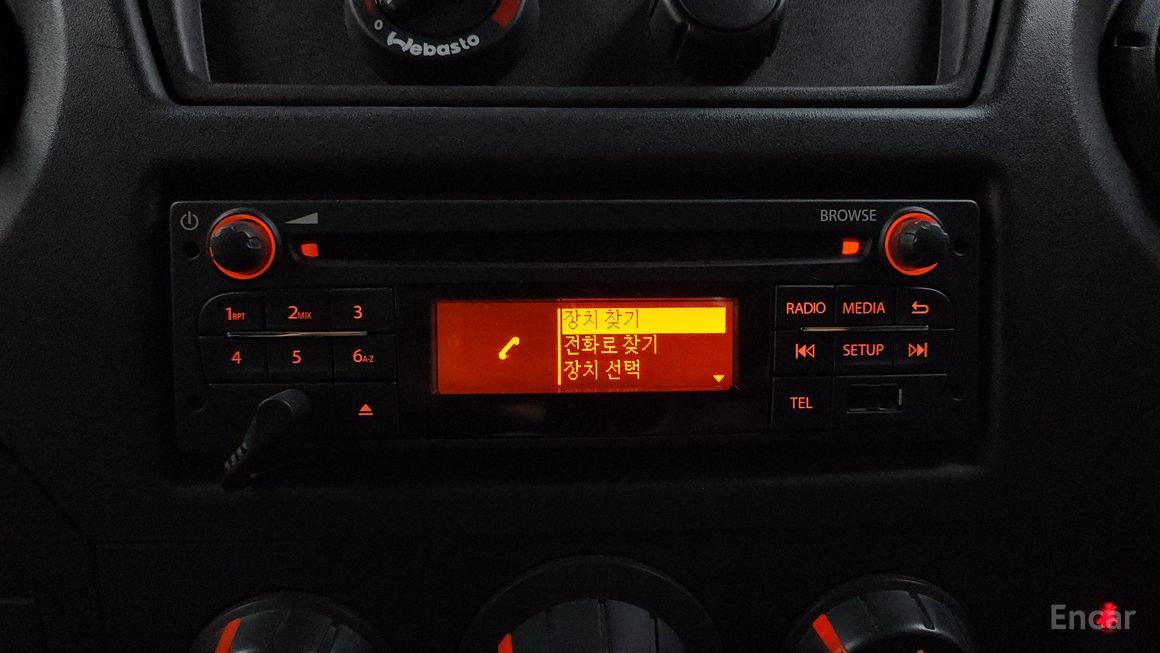 0
Webasto
BROWSE
1RPT
2MIX
3
4
5
6A-Z
장치 찾기
전화로 찾기
장치 선택
RADIO
MEDIA
SETUP
TEL
Encar